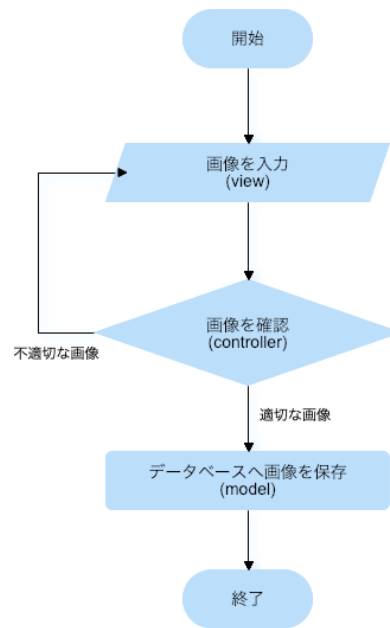 開始
画像を入力
(view)
画像を確認
(controller)
不適切な画像
適切な画像
データベースへ画像を保存
(model)
終了